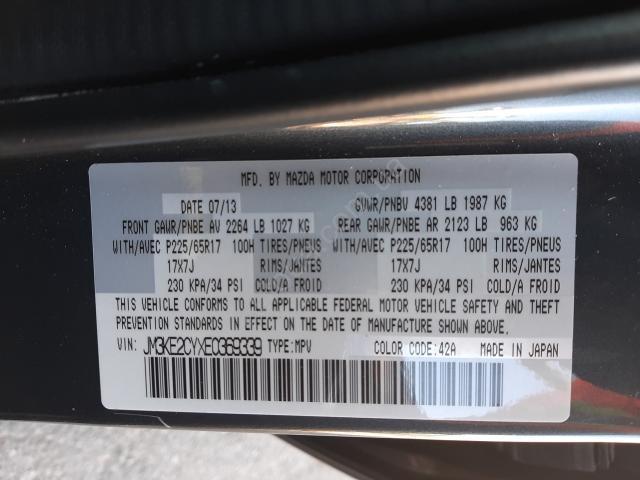 MFD. BY MAZDA MOTOR CORPORATION
DATE 07/13 GVWR/PNBV 4381 LB 1987 KG
FRONT GAWR/PNBE AV 2264 LB 1027 KG REAR GAWR/PNBE AR 2123 LB 963 KG
WITH/AVEC P225/65R17 100H TIRES/PNEUS WITH/AVEC P225/65R17 100H TIRES/PNEUS
17X7J RIMS/JANTES 17X7J RIMS/JANTES
230 KPA/34 PSI COLD/A FROID 230 KPA/34 PSI COLD/A FROID
THIS VEHICLE CONFORMS TO ALL APPLICABLE FEDERAL MOTOR VEHICLE SAFETY AND THEFT
PREVENTION STANDARDS IN EFFECT ON THE DATE OF MANUFACTURE SHOWN ABOVE.
VIN: JM3KE2CYXE0369339 TYPE:MPV COLOR CODE:42A MADE IN JAPAN